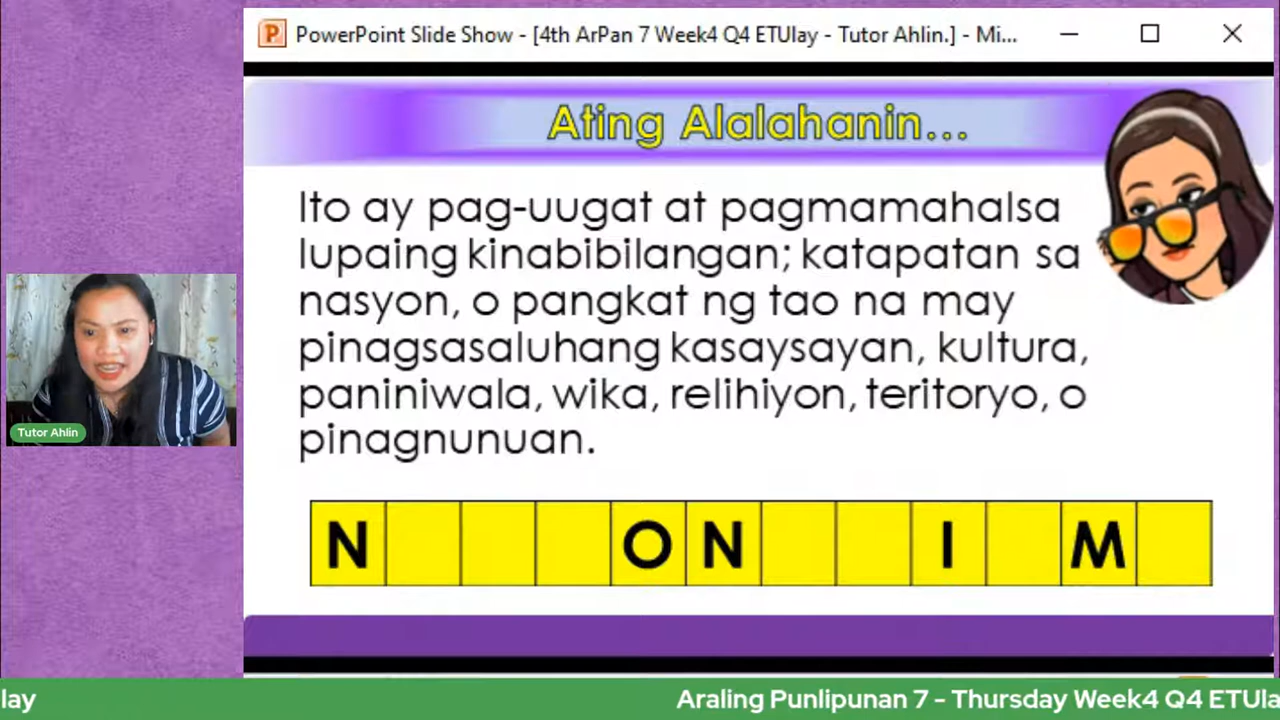 PowerPoint Slide Show - [4th ArPan 7 Week4 Q4 ETUlay - Tutor Ahlin.] - Mi...
Ating Alalahanin...
Ito ay pag-uugat at pagmamahalsa
lupaing kinabibilangan; katapatan sa
nasyon, o pangkat ng tao na may
pinagsasaluhang kasaysayan, kultura,
paniniwala, wika, relihiyon, teritoryo, o
pinagnunuan.
N O N I M
Tutor Ahlin
lay Araling Punlipunan 7 - Thursday Week4 Q4 ETUla